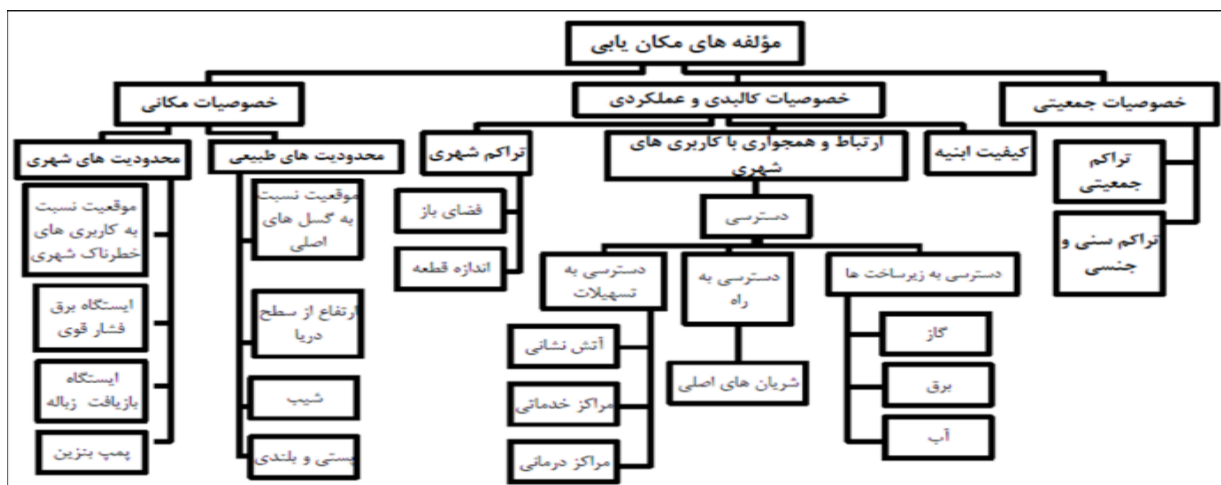 مؤلفه های مکان یابی
خصوصیات جمعیتی
خصوصیات کالبدی و عملکردی
خصوصیات مکانی
تراکم
جمعیتی
تراکم سنی و
جنسی
کیفیت ابنیه
ارتباط و همجواری با کاربری های
شهری
تراکم شهری
دسترسی
دسترسی به زیرساخت ها
گاز
برق
آب
دسترسی به
راه
شریان های اصلی
دسترسی به
تسهیلات
آتش نشانی
مراکز خدماتی
مراکز درمانی
فضای باز
اندازه قطعه
محدودیت های طبیعی
موقعیت نسبت
به گسل های
اصلی
ارتفاع از سطح
دریا
شیب
پستی و بلندی
محدودیت های شهری
موقعیت نسبت
به کاربری های
خطرناک شهری
ایستگاه برق
فشار قوی
ایستگاه
بازیافت زباله
پمپ بنزین